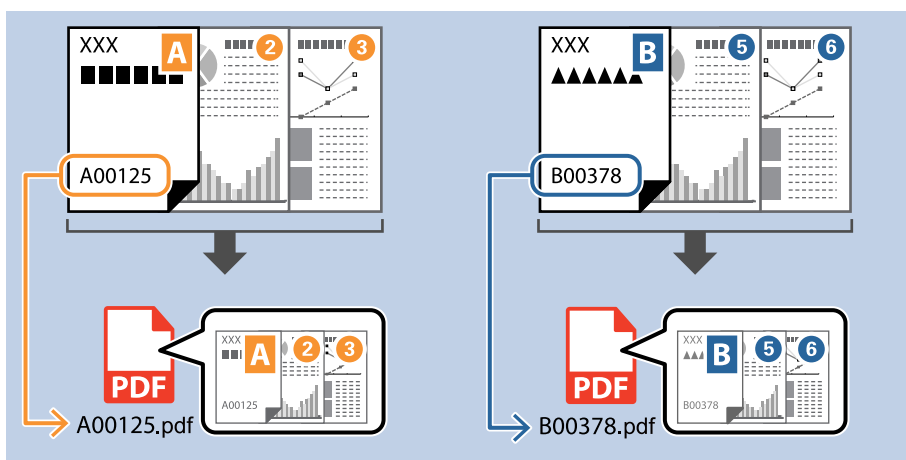 XXX
A
2
3
A00125
XXX
B
5
6
B00378
PDF
XXX
A
2
3
A00125
A00125.pdf
PDF
XXX
B
5
6
B00378
B00378.pdf